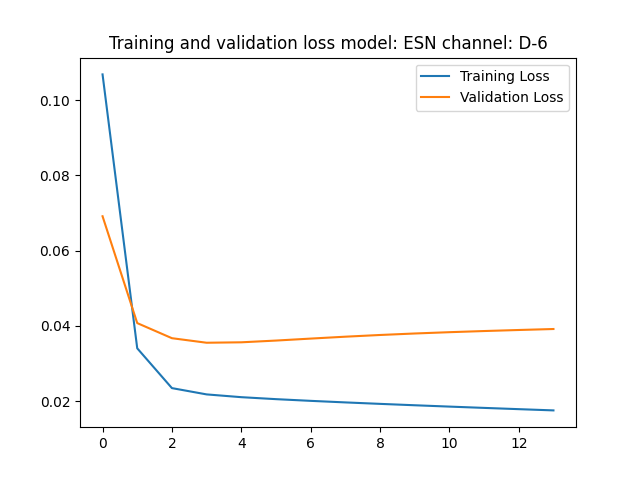 Training and validation loss model: ESN channel: D-6
Training Loss
Validation Loss
0.10
0.08
0.06
0.04
0.02
0 2 4 6 8 10 12